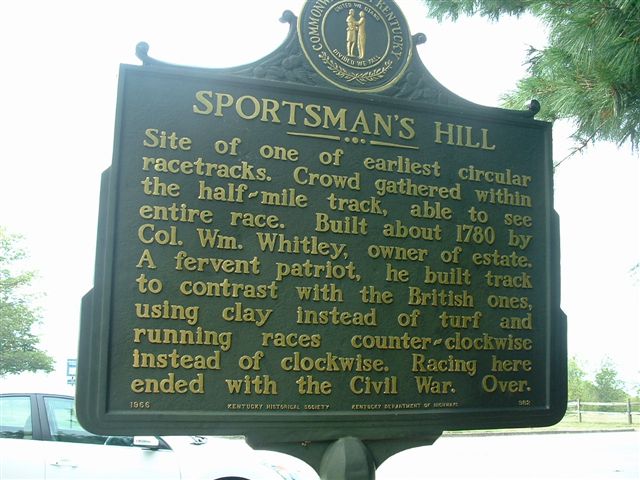 COMMONWEALTH KENTUCKY
UNITED WE STAND
DIVIDED WE FALL
SPORTSMAN'S HILL
Site of one of earliest circular
racetracks. Crowd gathered within
the half-mile track, able to see
entire race. Built about 1780 by
Col. Wm. Whitley, owner of estate.
A fervent patriot, he built track
to contrast with the British ones,
using clay instead of turf and
running races counter-clockwise
instead of clockwise. Racing here
ended with the Civil War. Over.
1966 KENTUCKY HISTORICAL SOCIETY KENTUCKY DEPARTMENT OF HIGHWAYS 982